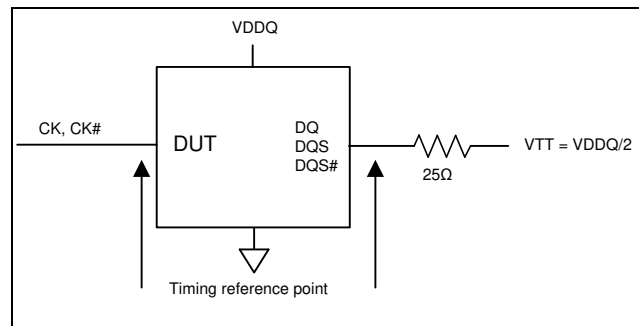 VDDQ
CK, CK#
DUT
DQ
DQS
DQS#
VTT = VDDQ/2
25Ω
Timing reference point